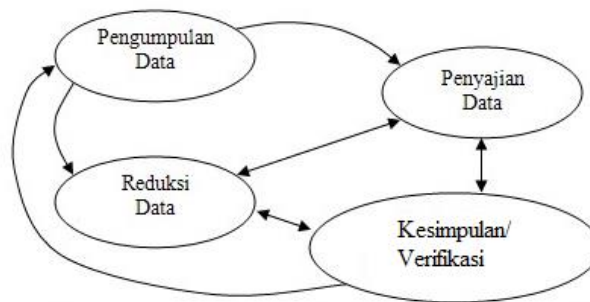 Pengumpulan
Data
Penyajian
Data
Reduksi
Data
Kesimpulan/
Verifikasi